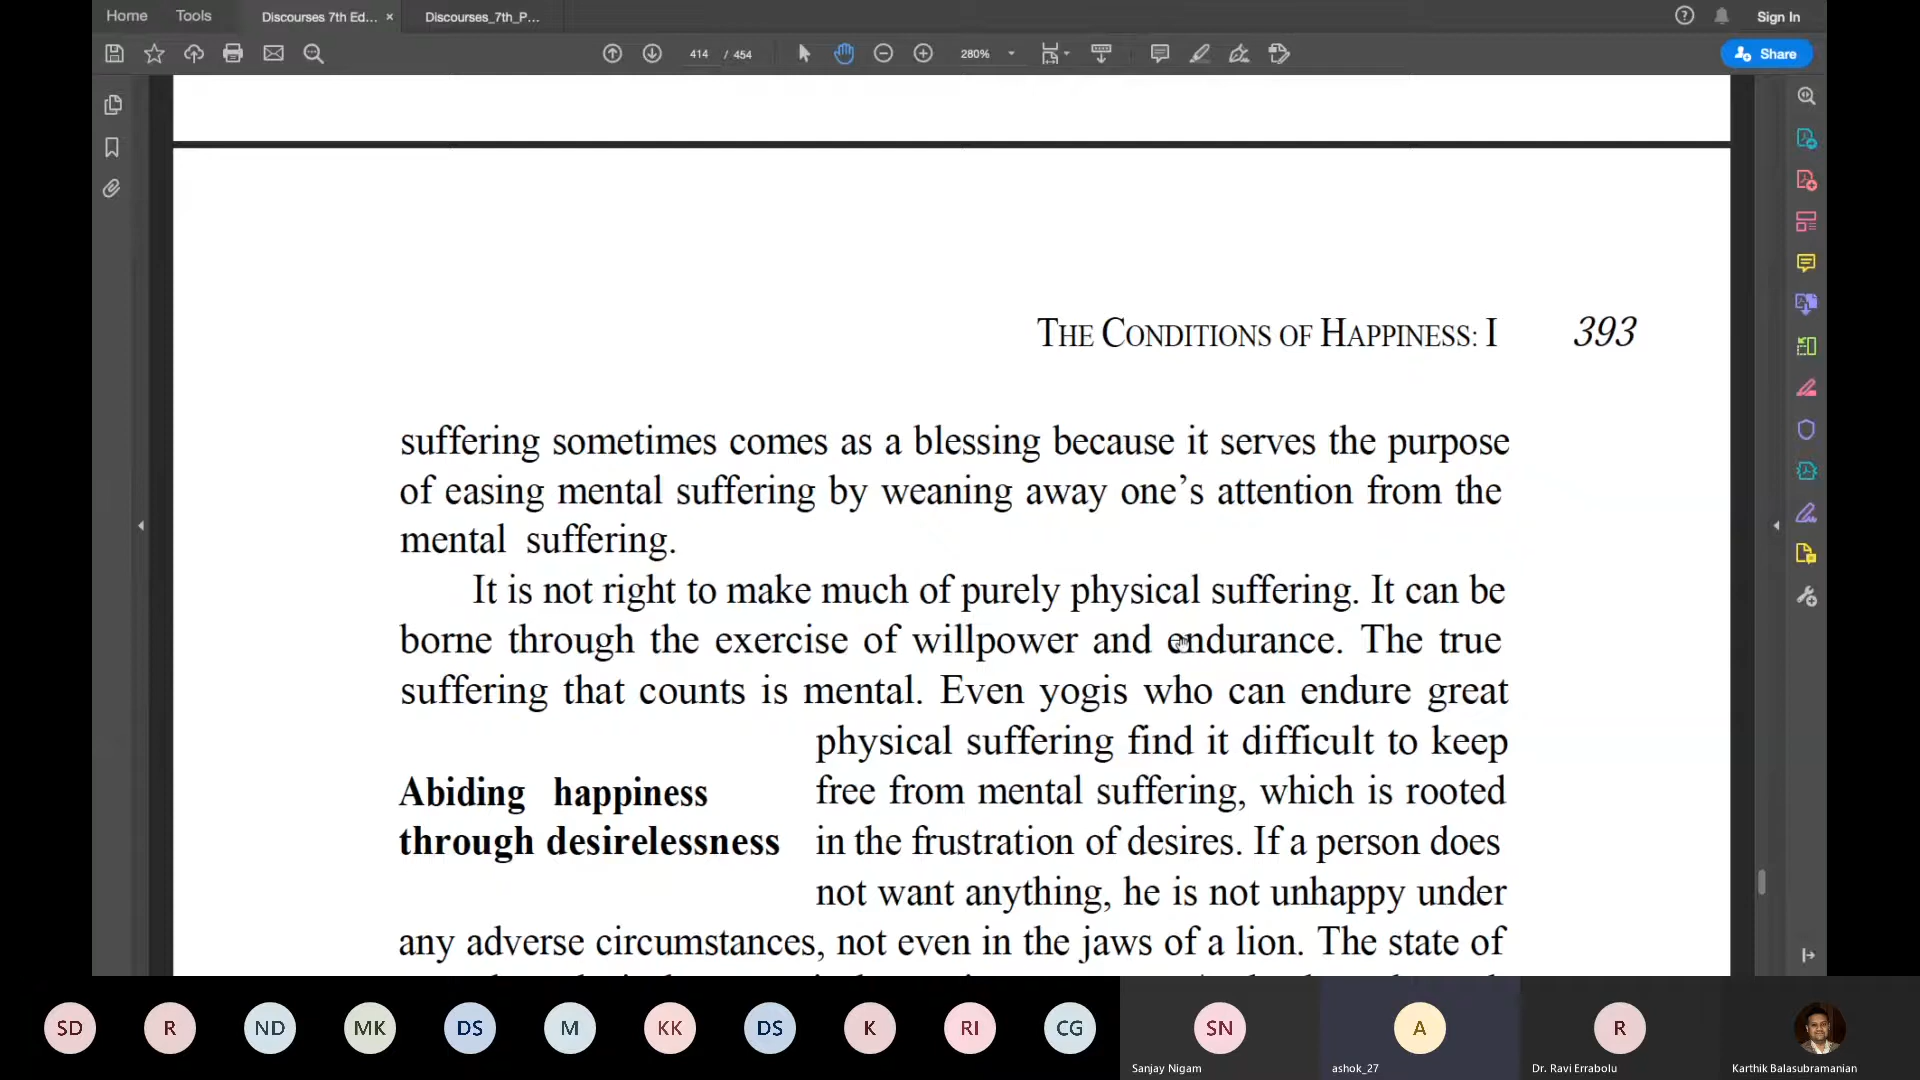 Home Tools Discourses 7th Ed... × Discourses_7th_P... Sign In
414 / 454 280% Share
THE CONDITIONS OF HAPPINESS: I 393
suffering sometimes comes as a blessing because it serves the purpose
of easing mental suffering by weaning away one's attention from the
mental suffering.
It is not right to make much of purely physical suffering. It can be
borne through the exercise of willpower and endurance. The true
suffering that counts is mental. Even yogis who can endure great
physical suffering find it difficult to keep
Abiding happiness
free from mental suffering, which is rooted
through desirelessness
in the frustration of desires. If a person does
not want anything, he is not unhappy under
any adverse circumstances, not even in the jaws of a lion. The state of
SD R ND MK DS M KK DS K RI CG SN A R
Sanjay Nigam ashok_27 Dr. Ravi Errabolu Karthik Balasubramanian